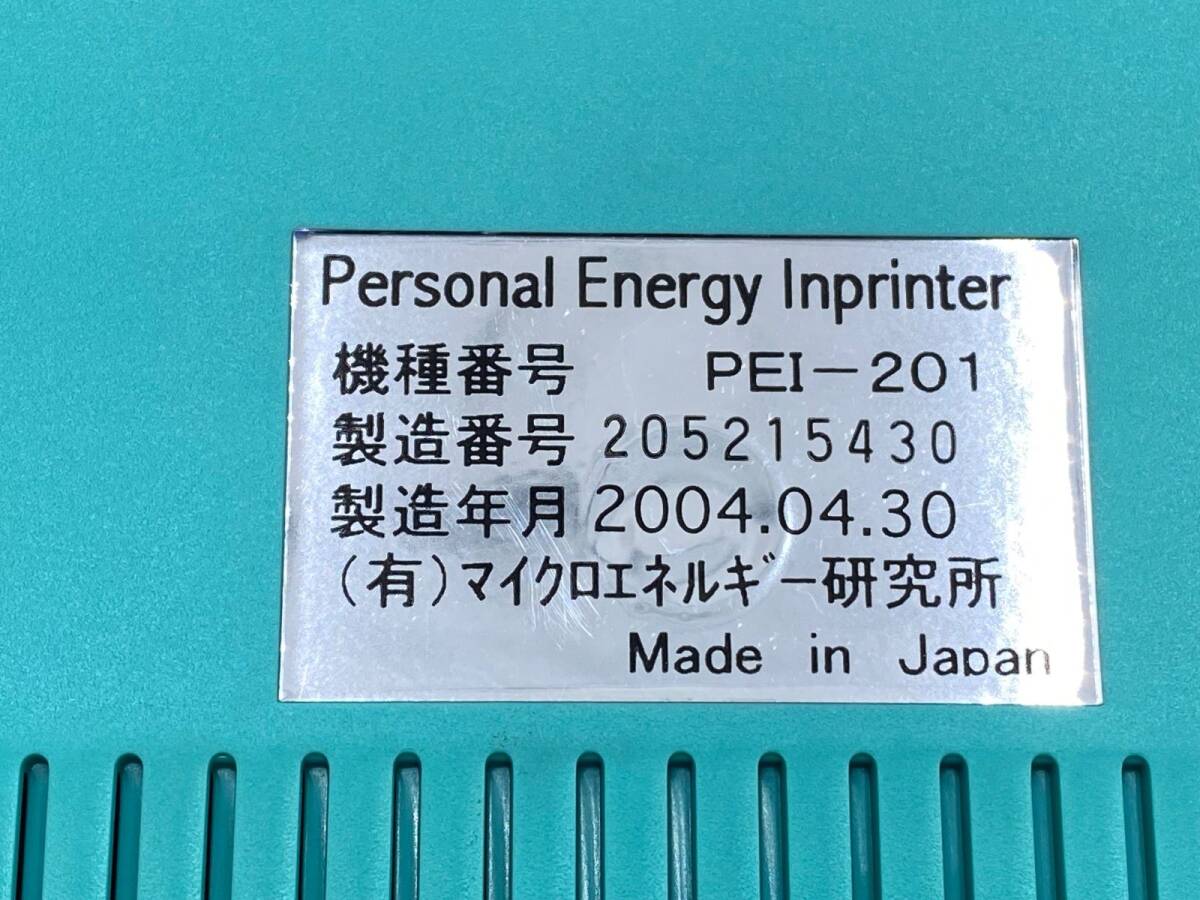 Personal Energy Inprinter
機種番号 PEI-201
製造番号 205215430
製造年月 2004.04.30
(有)マイクロエネルギー研究所
Made in Japan